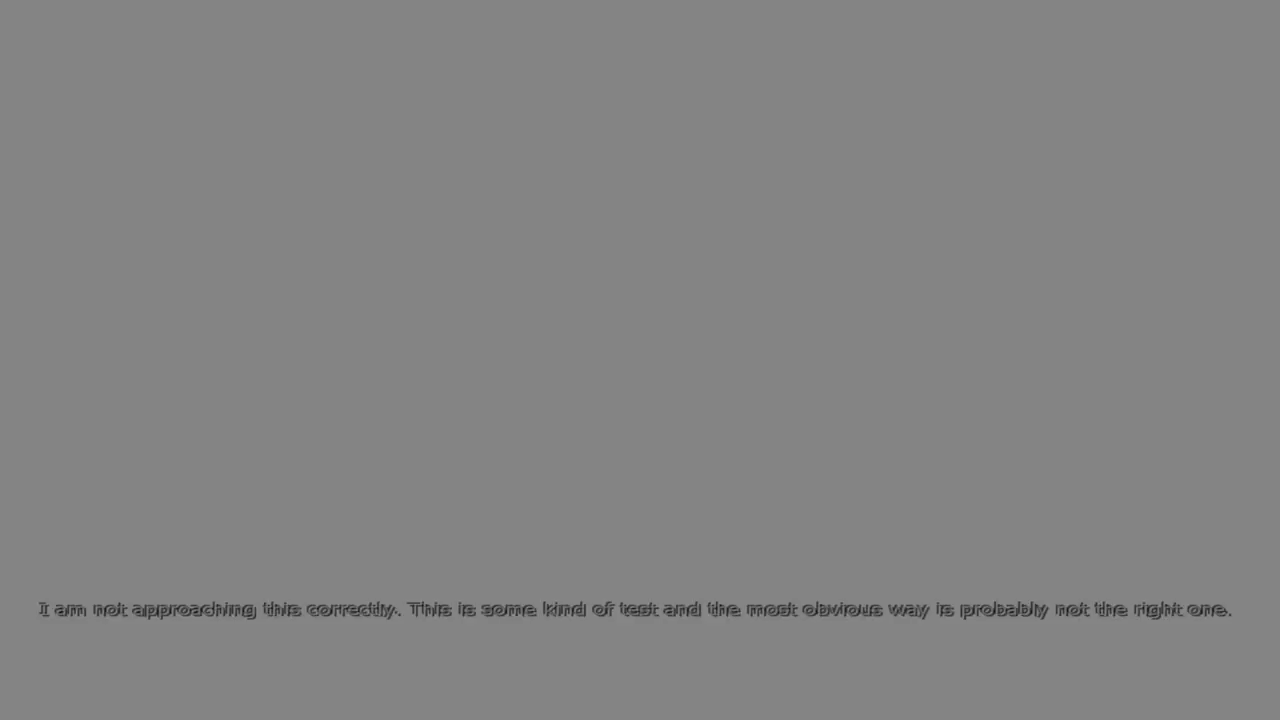 I am not approaching this correctly. This is some kind of test and the most obvious way is probably not the right one.